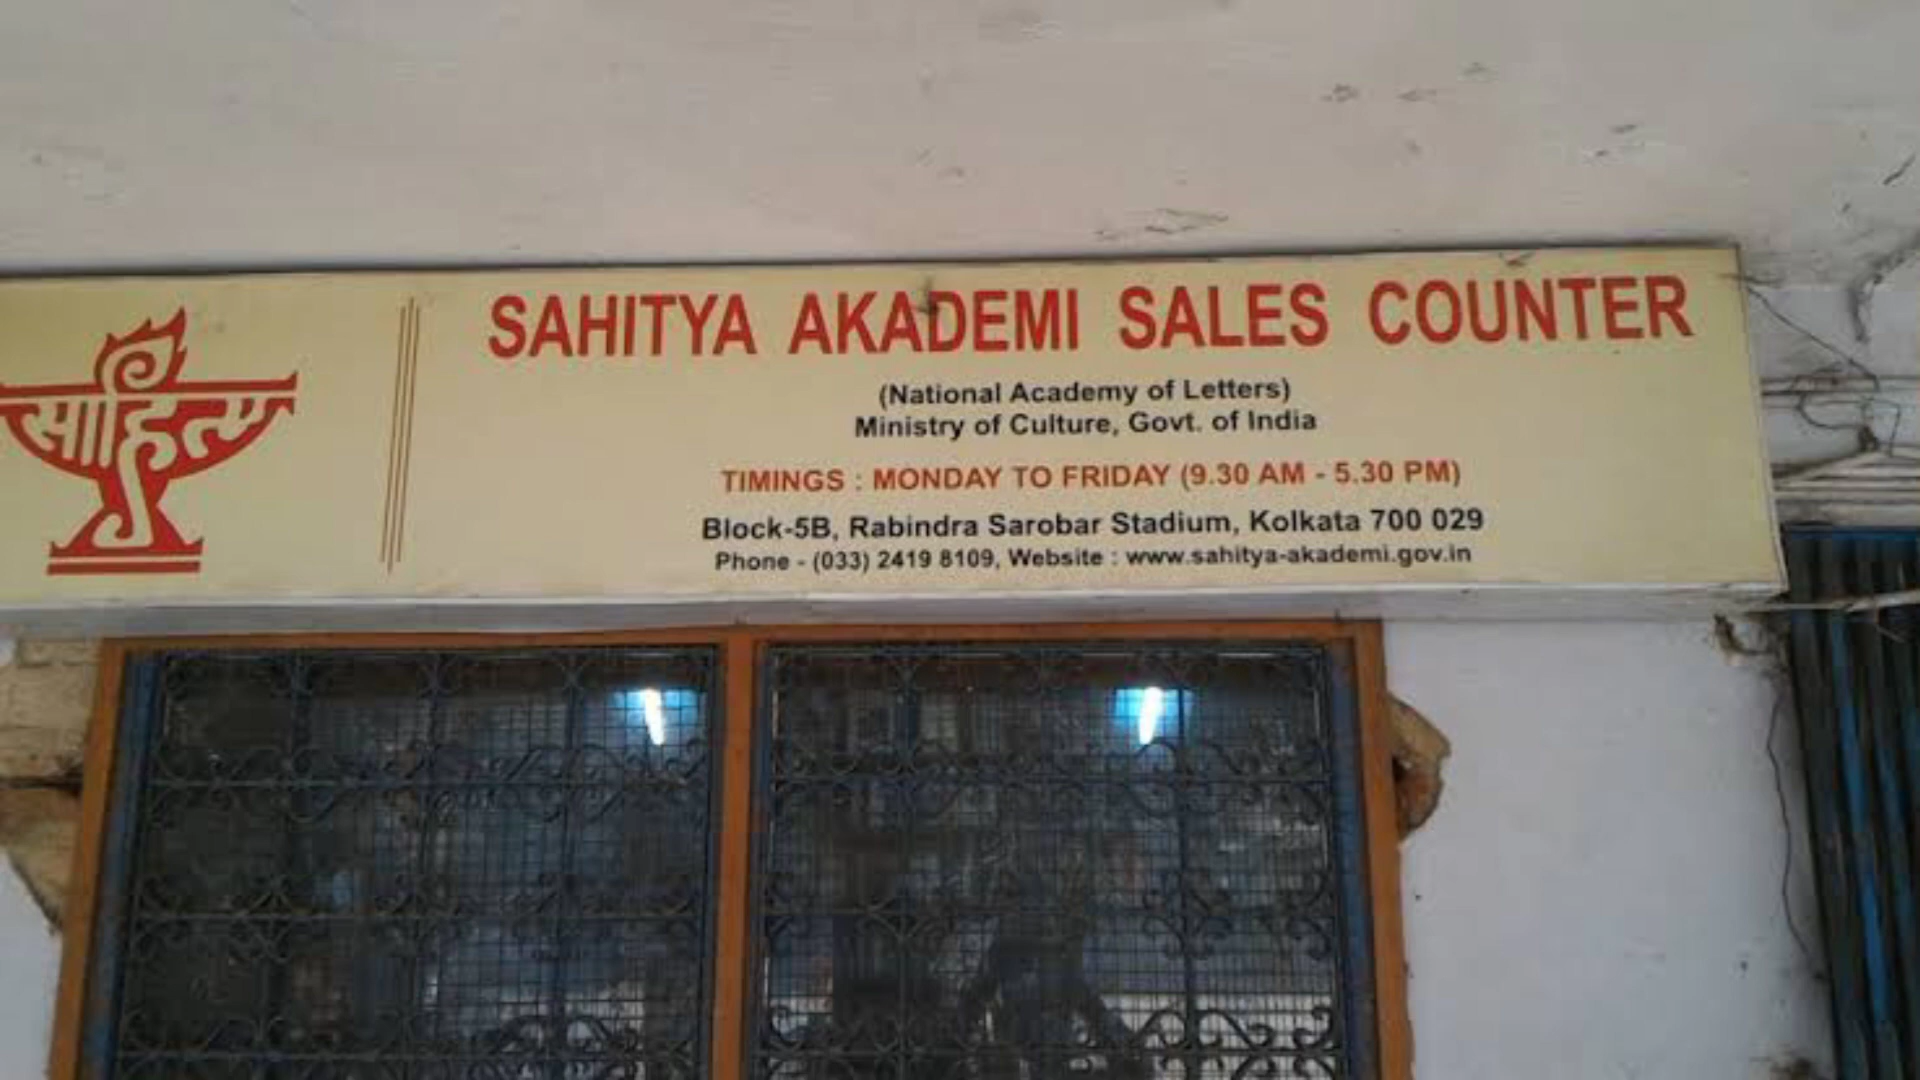 साहित्य
SAHITYA AKADEMI SALES COUNTER
(National Academy of Letters)
Ministry of Culture, Govt. of India
TIMINGS : MONDAY TO FRIDAY (9.30 AM - 5.30 PM)
Block-5B, Rabindra Sarobar Stadium, Kolkata 700 029
Phone - (033) 2419 8109, Website : www.sahitya-akademi.gov.in